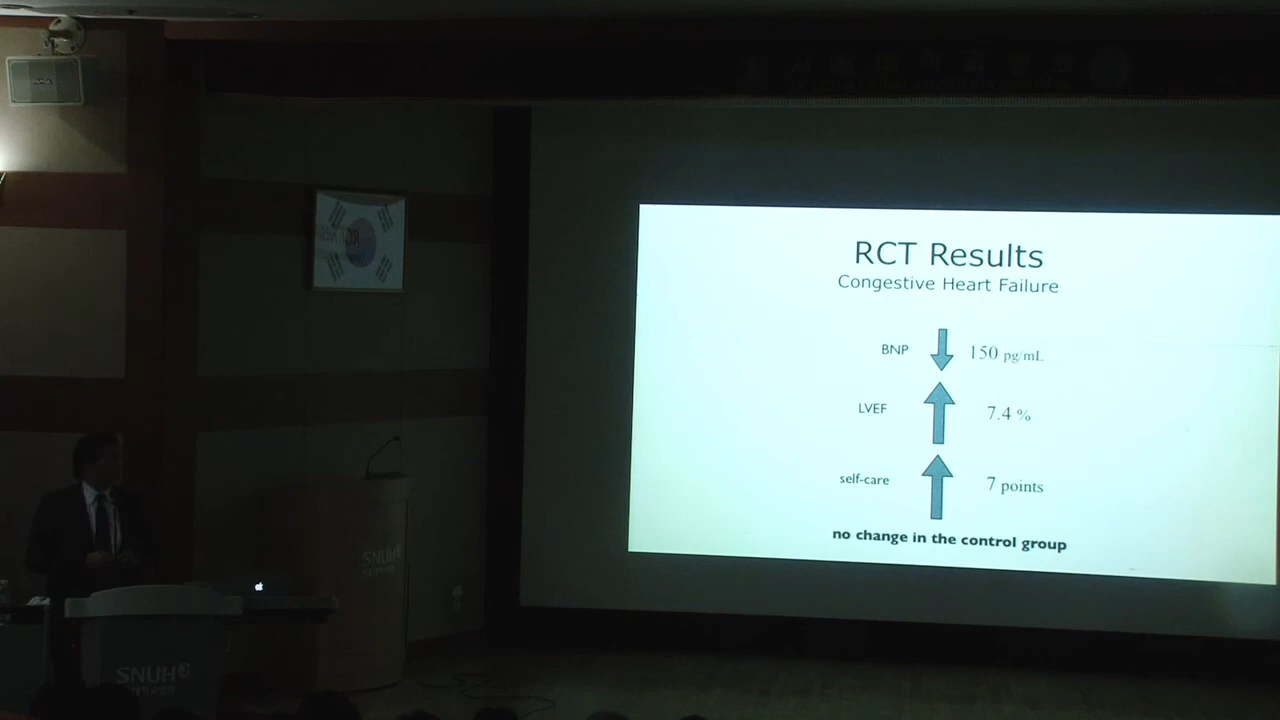 RCT Results
Congestive Heart Failure
BNP 150 pg/mL
LVEF 7.4 %
self-care 7 points
no change in the control group
SNUH
SNUH